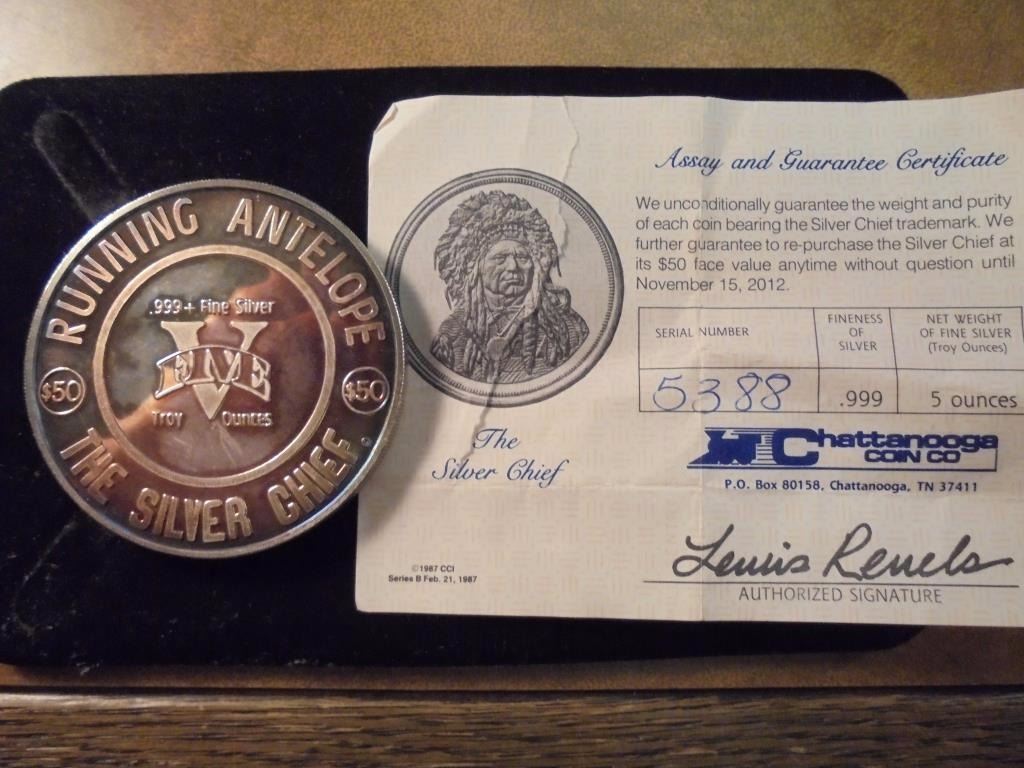 RUNNING ANTELOPE
.999+ Fine Silver
V
FIVE
Troy Ounces
$50 $50
THE SILVER CHIEF
Assay and Guarantee Certificate
We unconditionally guarantee the weight and purity
of each coin bearing the Silver Chief trademark. We
further guarantee to re-purchase the Silver Chief at
its $50 face value anytime without question until
November 15, 2012.
SERIAL NUMBER
FINENESS
OF
SILVER
NET WEIGHT
OF FINE SILVER
(Troy Ounces)
5388
.999
5 ounces
The
Silver Chief
Chattanooga
COIN CO
P.O. Box 80158, Chattanooga, TN 37411
©1987 CCI
Series B Feb. 21, 1987
Lewis Revels
AUTHORIZED SIGNATURE